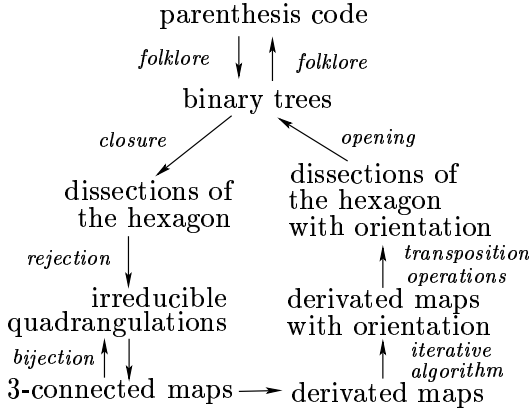 parenthesis code
folklore
folklore
binary trees
closure
opening
dissections of
the hexagon
dissections of
the hexagon
with orientation
rejection
transposition
operations
irreducible
quadrangulations
derivated maps
with orientation
bijection
iterative
algorithm
3-connected maps
derivated maps